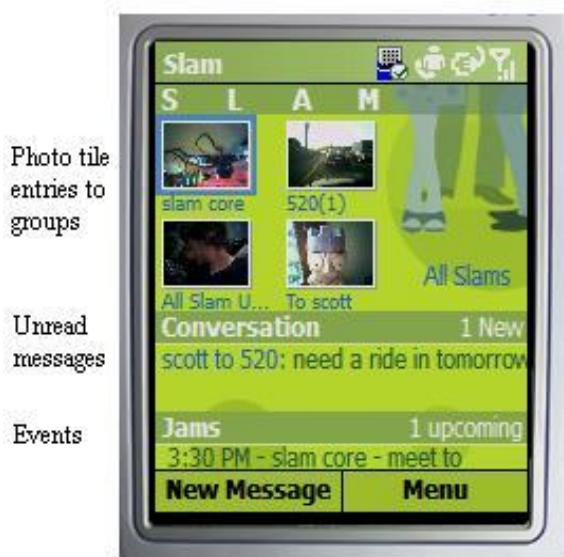 Slam
S L A M
Photo tile
entries to
groups
slam core
520(1)
All Slam U...
To scott
All Slams
Unread
messages
Conversation
1 New
scott to 520: need a ride in tomorrow
Events
Jams
1 upcoming
3:30 PM - slam core - meet to
New Message
Menu